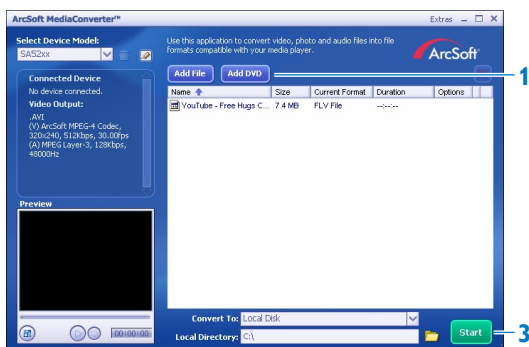 ArcSoft MediaConverter™
Extras
Select Device Model:
SA52xx
Use this application to convert video, photo and audio files into file
formats compatible with your media player.
ArcSoft
Connected Device
No device connected.
Video Output:
.AVI
(V) ArcSoft MPEG-4 Codec,
320x240, 512Kbps, 30.00fps
(A) MPEG Layer-3, 128Kbps,
48000Hz
Add File Add DVD
1
Name Size Current Format Duration Options
YouTube - Free Hugs C... 7.4 MB FLV File --:--:--
Preview
00:00:00
Convert To: Local Disk
Local Directory: C:\
Start
3